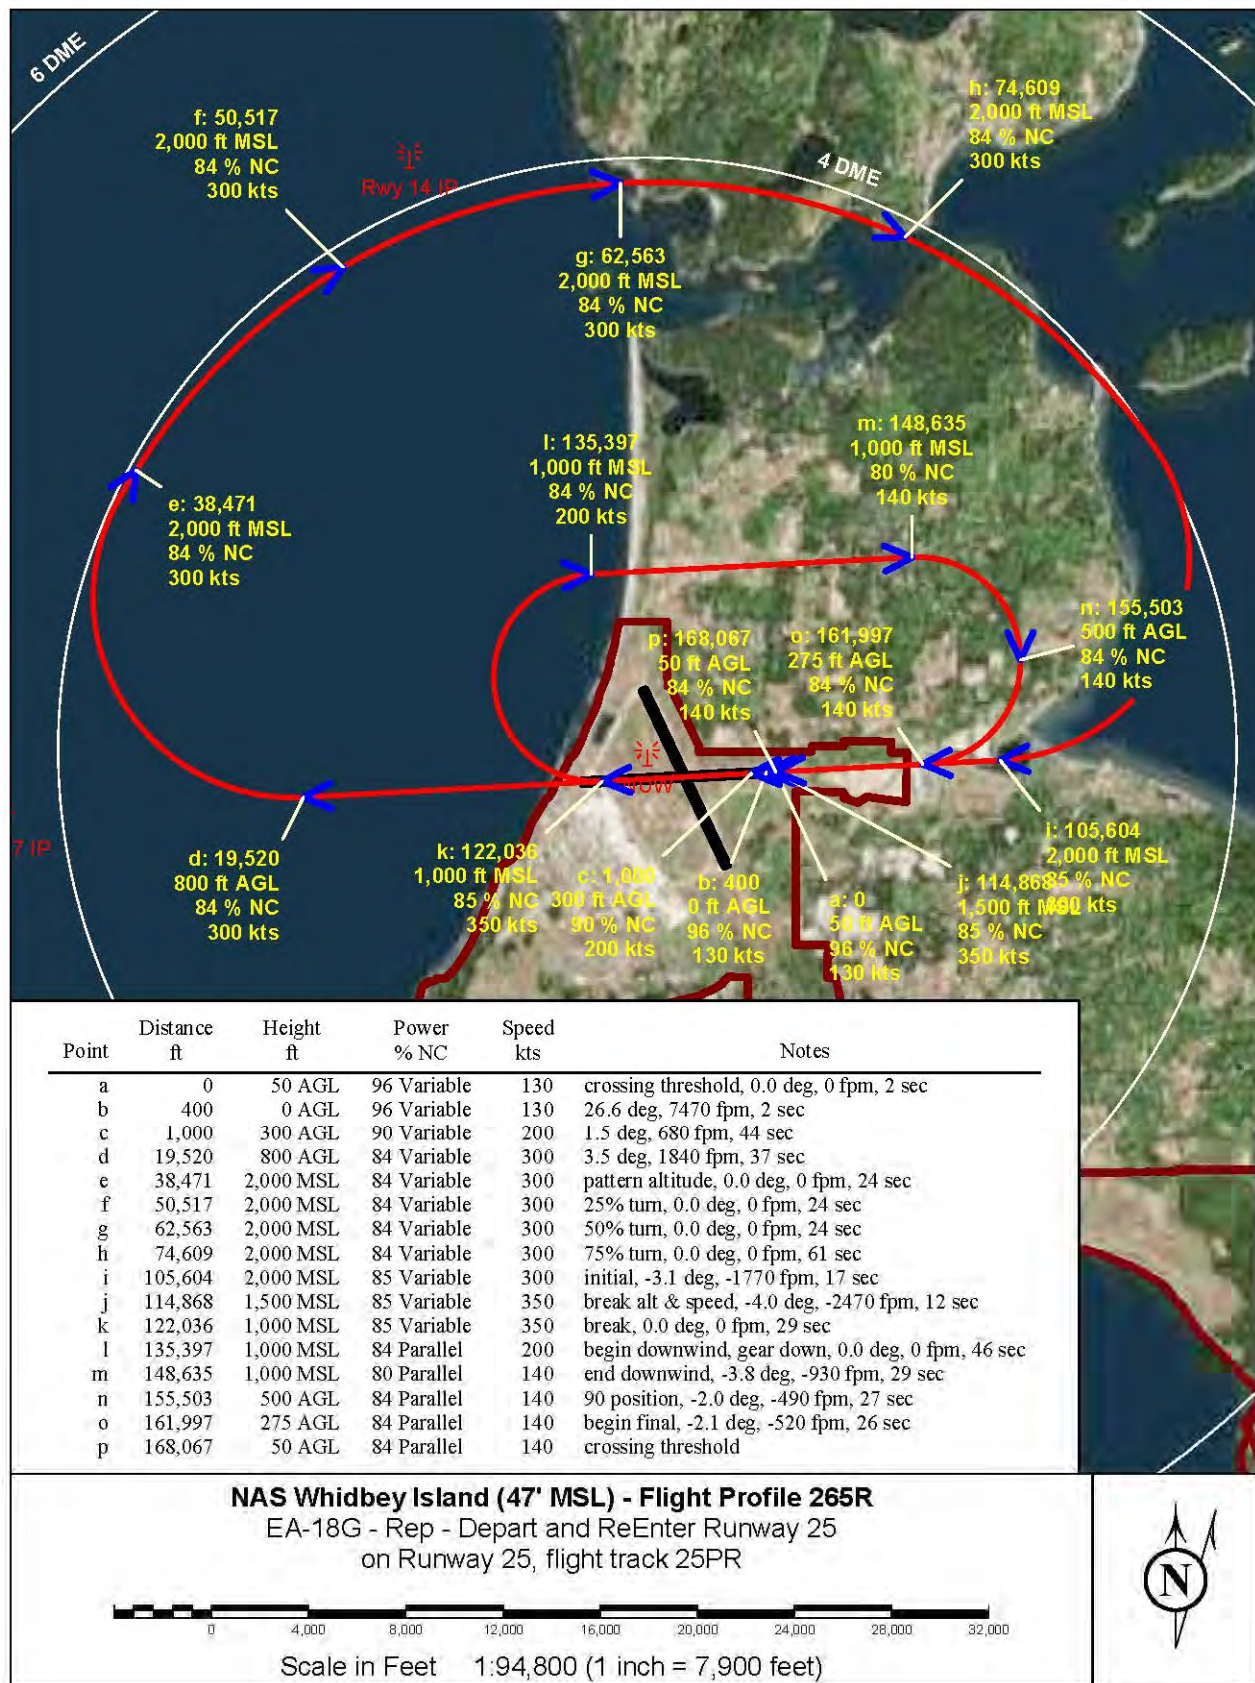 6 DME
f: 50,517
2,000 ft MSL
84 % NC
300 kts
Rwy 14 IP
4 DME
h: 74,609
2,000 ft MSL
84 % NC
300 kts
g: 62,563
2,000 ft MSL
84 % NC
300 kts
e: 38,471
2,000 ft MSL
84 % NC
300 kts
l: 135,397
1,000 ft MSL
84 % NC
200 kts
m: 148,635
1,000 ft MSL
80 % NC
140 kts
n: 155,503
500 ft AGL
84 % NC
140 kts
p: 168,067
50 ft AGL
84 % NC
140 kts
o: 161,997
275 ft AGL
84 % NC
140 kts
7 IP
d: 19,520
800 ft AGL
84 % NC
300 kts
k: 122,036
1,000 ft MSL
85 % NC
350 kts
c: 1,000
300 ft AGL
90 % NC
200 kts
b: 400
0 ft AGL
96 % NC
130 kts
a: 0
50 ft AGL
96 % NC
130 kts
j: 114,868
1,500 ft MSL
85 % NC
350 kts
i: 105,604
2,000 ft MSL
85 % NC
300 kts
Point Distance ft Height ft Power % NC Speed kts Notes
a 0 50 AGL 96 Variable 130 crossing threshold, 0.0 deg, 0 fpm, 2 sec
b 400 0 AGL 96 Variable 130 26.6 deg, 7470 fpm, 2 sec
c 1,000 300 AGL 90 Variable 200 1.5 deg, 680 fpm, 44 sec
d 19,520 800 AGL 84 Variable 300 3.5 deg, 1840 fpm, 37 sec
e 38,471 2,000 MSL 84 Variable 300 pattern altitude, 0.0 deg, 0 fpm, 24 sec
f 50,517 2,000 MSL 84 Variable 300 25% turn, 0.0 deg, 0 fpm, 24 sec
g 62,563 2,000 MSL 84 Variable 300 50% turn, 0.0 deg, 0 fpm, 24 sec
h 74,609 2,000 MSL 84 Variable 300 75% turn, 0.0 deg, 0 fpm, 61 sec
i 105,604 2,000 MSL 85 Variable 300 initial, -3.1 deg, -1770 fpm, 17 sec
j 114,868 1,500 MSL 85 Variable 350 break alt & speed, -4.0 deg, -2470 fpm, 12 sec
k 122,036 1,000 MSL 85 Variable 350 break, 0.0 deg, 0 fpm, 29 sec
l 135,397 1,000 MSL 84 Parallel 200 begin downwind, gear down, 0.0 deg, 0 fpm, 46 sec
m 148,635 1,000 MSL 80 Parallel 140 end downwind, -3.8 deg, -930 fpm, 29 sec
n 155,503 500 AGL 84 Parallel 140 90 position, -2.0 deg, -490 fpm, 27 sec
o 161,997 275 AGL 84 Parallel 140 begin final, -2.1 deg, -520 fpm, 26 sec
p 168,067 50 AGL 84 Parallel 140 crossing threshold
NAS Whidbey Island (47' MSL) - Flight Profile 265R
EA-18G - Rep - Depart and ReEnter Runway 25
on Runway 25, flight track 25PR
0 4,000 8,000 12,000 16,000 20,000 24,000 28,000 32,000
Scale in Feet 1:94,800 (1 inch = 7,900 feet)
N